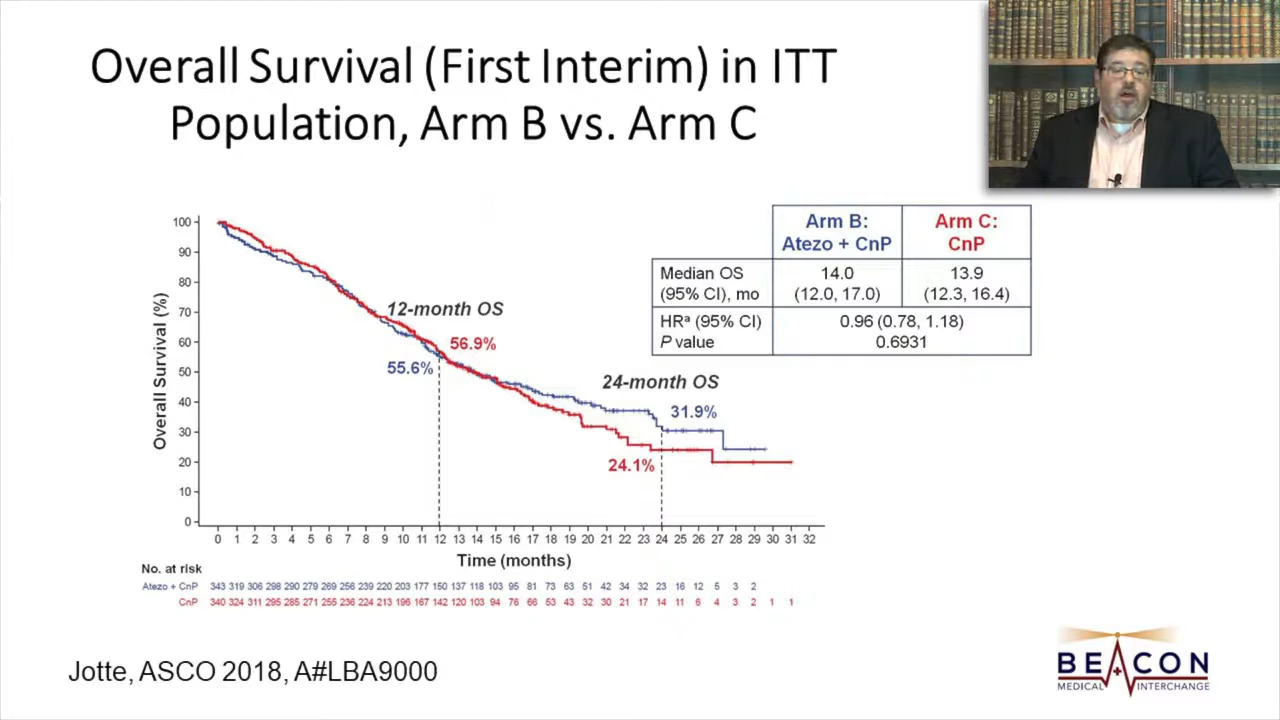 Overall Survival (First Interim) in ITT
Population, Arm B vs. Arm C
Arm B:
Atezo + CnP
Arm C:
CnP
Median OS
(95% CI), mo
14.0
(12.0, 17.0)
13.9
(12.3, 16.4)
HRª (95% CI)
P value
0.96 (0.78, 1.18)
0.6931
Overall Survival (%)
100
90
80
70
60
50
40
30
20
10
0
12-month OS
56.9%
55.6%
24-month OS
31.9%
24.1%
0 1 2 3 4 5 6 7 8 9 10 11 12 13 14 15 16 17 18 19 20 21 22 23 24 25 26 27 28 29 30 31 32
Time (months)
No. at risk
Atezo + CnP 343 319 306 298 290 279 269 256 239 220 203 177 150 137 118 103 95 81 73 63 51 42 34 32 23 16 12 5 3 2
CnP 340 324 311 295 285 271 255 236 224 213 196 167 142 120 103 94 76 66 53 43 32 30 21 17 14 11 6 4 3 2 1 1
Jotte, ASCO 2018, A#LBA9000
BEACON
MEDICAL INTERCHANGE